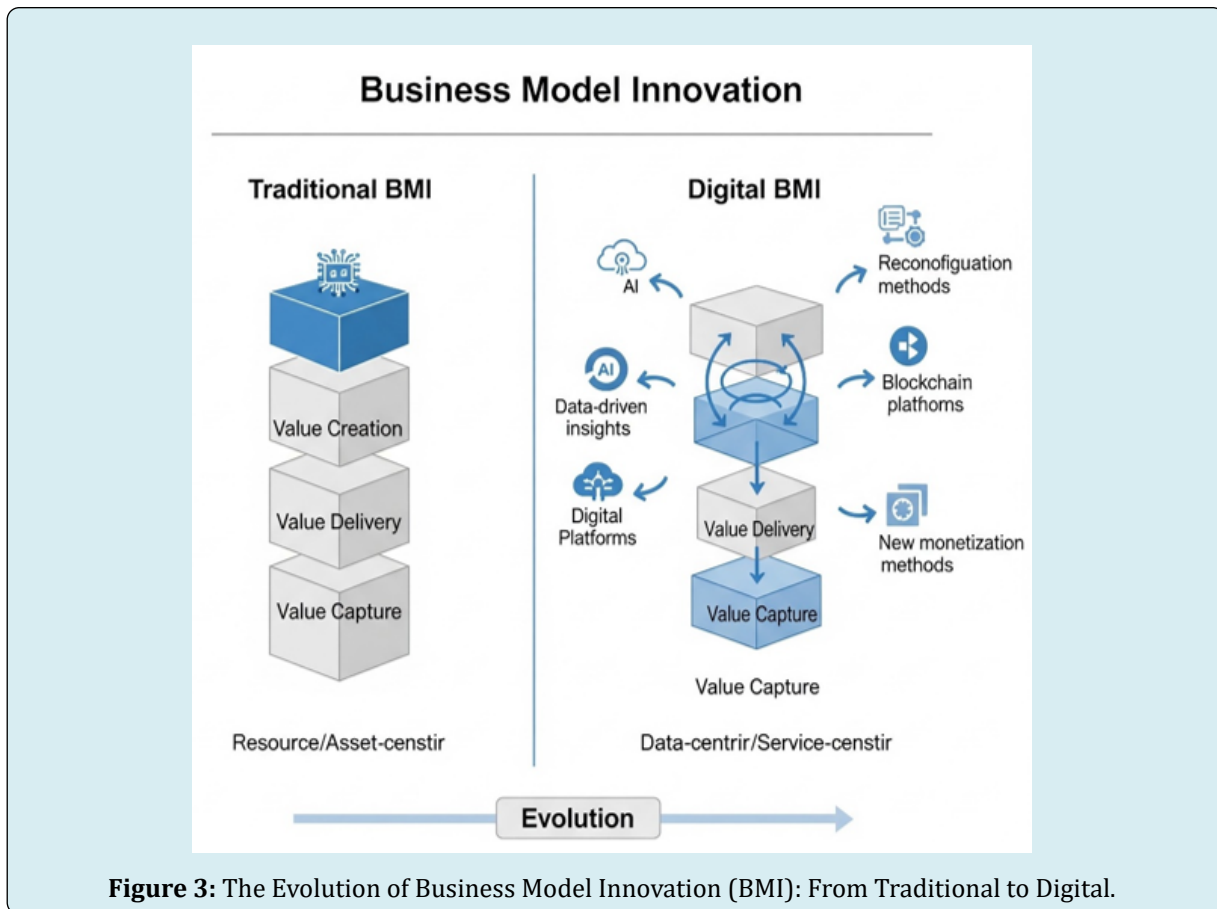 Business Model Innovation
Traditional BMI
Value Creation
Value Delivery
Value Capture
Resource/Asset-censtir
Digital BMI
AI
Reconofiguation
methods
AI
Data-driven
insights
Blockchain
plathoms
Digital
Platforms
Value Delivery
New monetization
methods
Value Capture
Value Capture
Data-centrir/Service-censtir
Evolution
Figure 3: The Evolution of Business Model Innovation (BMI): From Traditional to Digital.